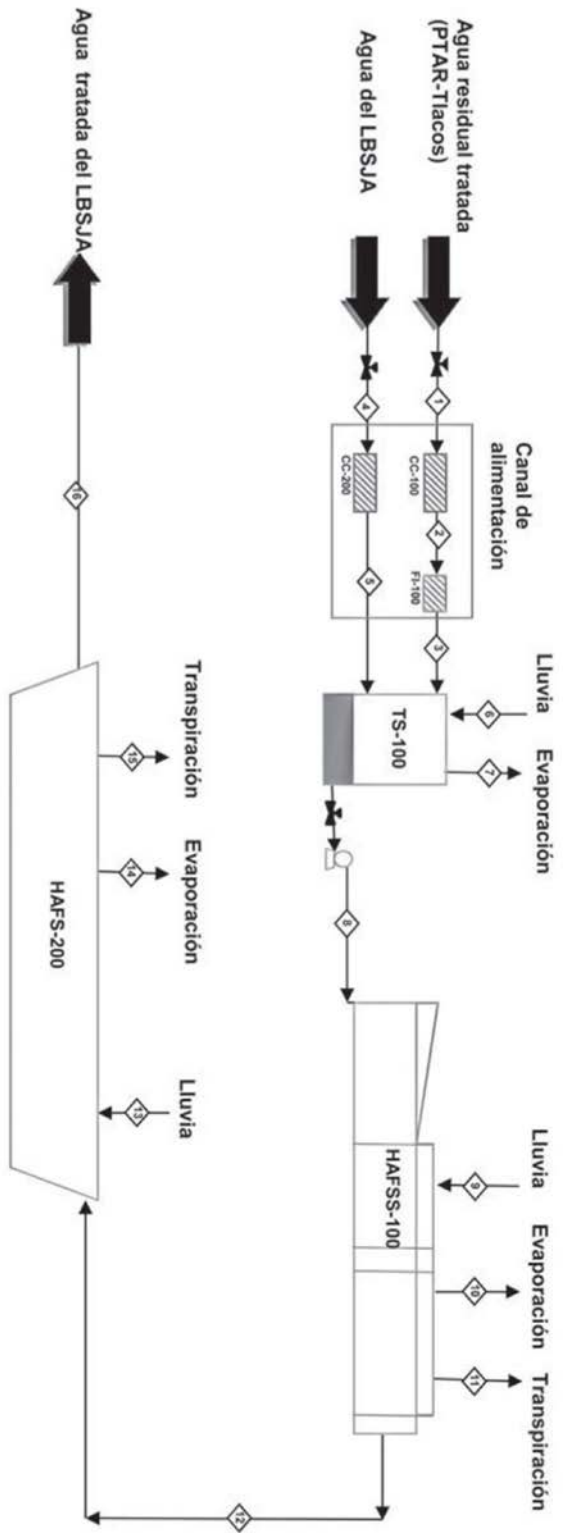 Agua residual tratada
(PTAR-Tlacos)
Agua del LBSJA
Canal de
alimentación
1
CC-100
2
FI-100
3
4
CC-200
5
Lluvia
Evaporación
6
7
TS-100
8
Lluvia
Evaporación
Transpiración
9
10
11
HAFSS-100
12
Transpiración
Evaporación
Lluvia
15
14
13
HAFS-200
16
Agua tratada del LBSJA